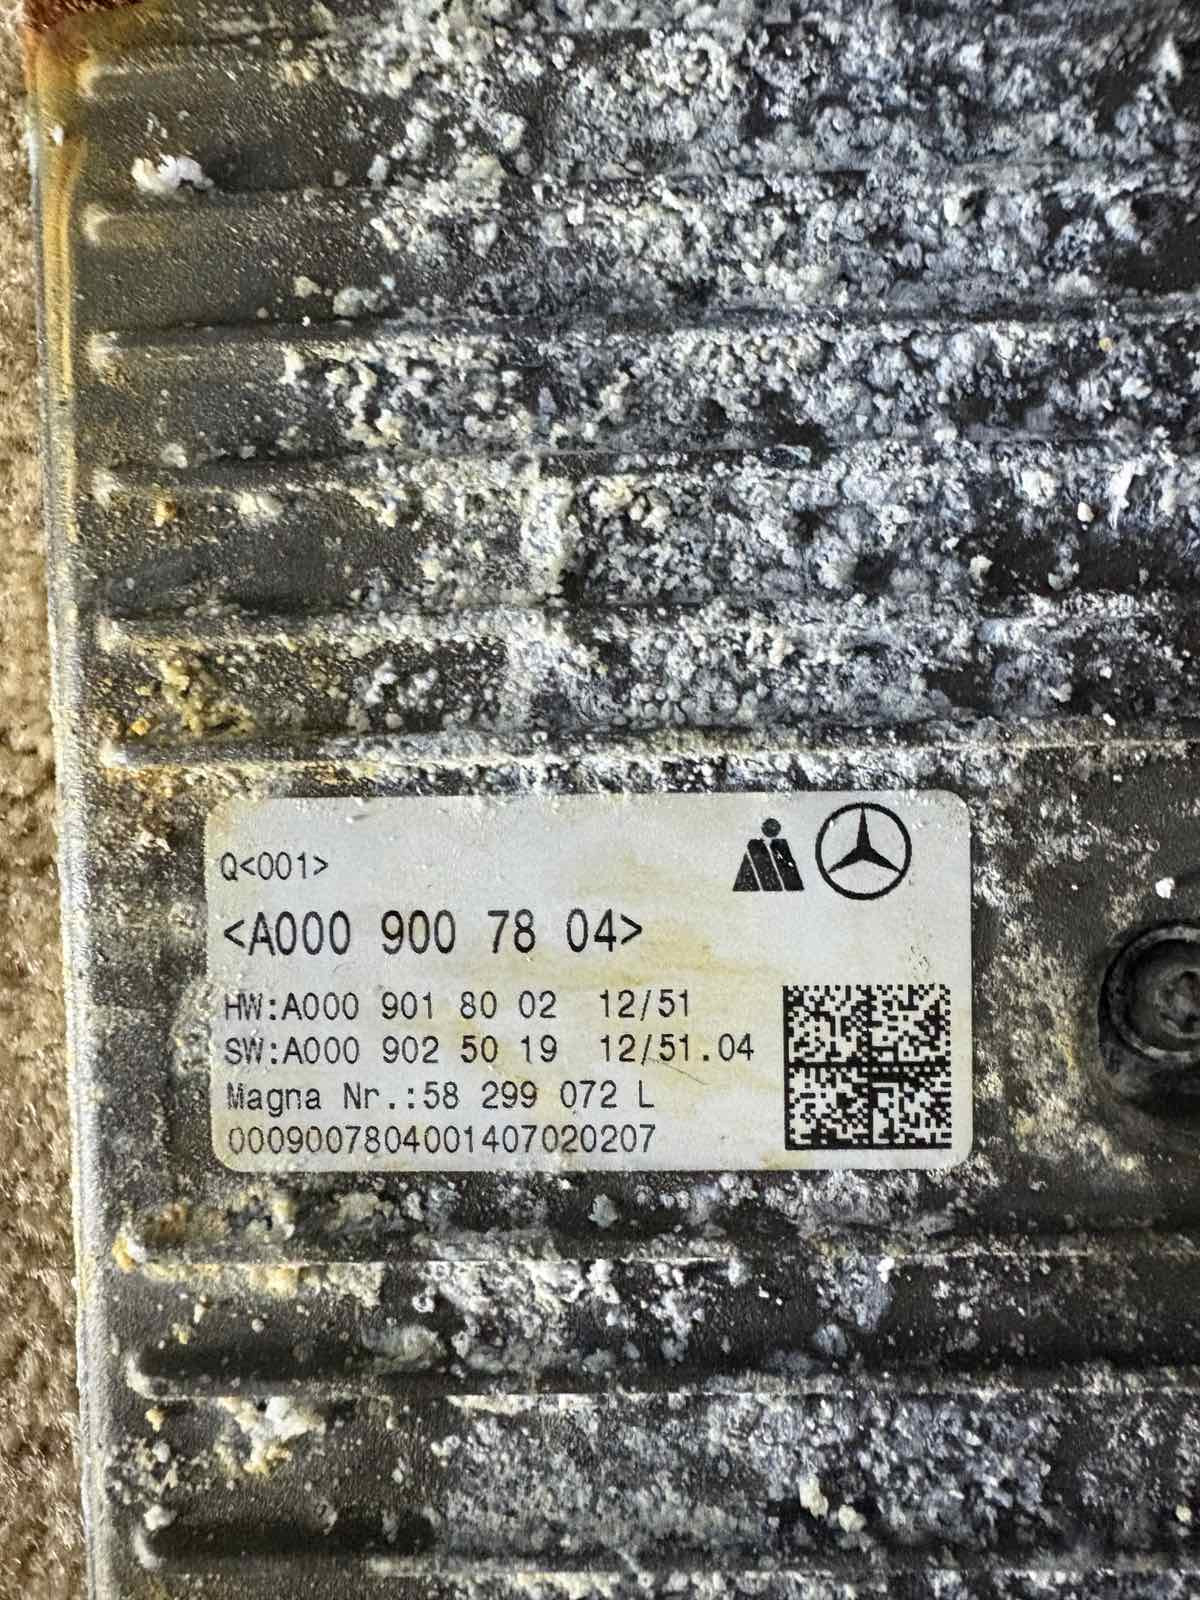 Q<001>
<A000 900 78 04>
HW:A000 901 80 02 12/51
SW:A000 902 50 19 12/51.04
Magna Nr.:58 299 072 L
0009007804001407020207